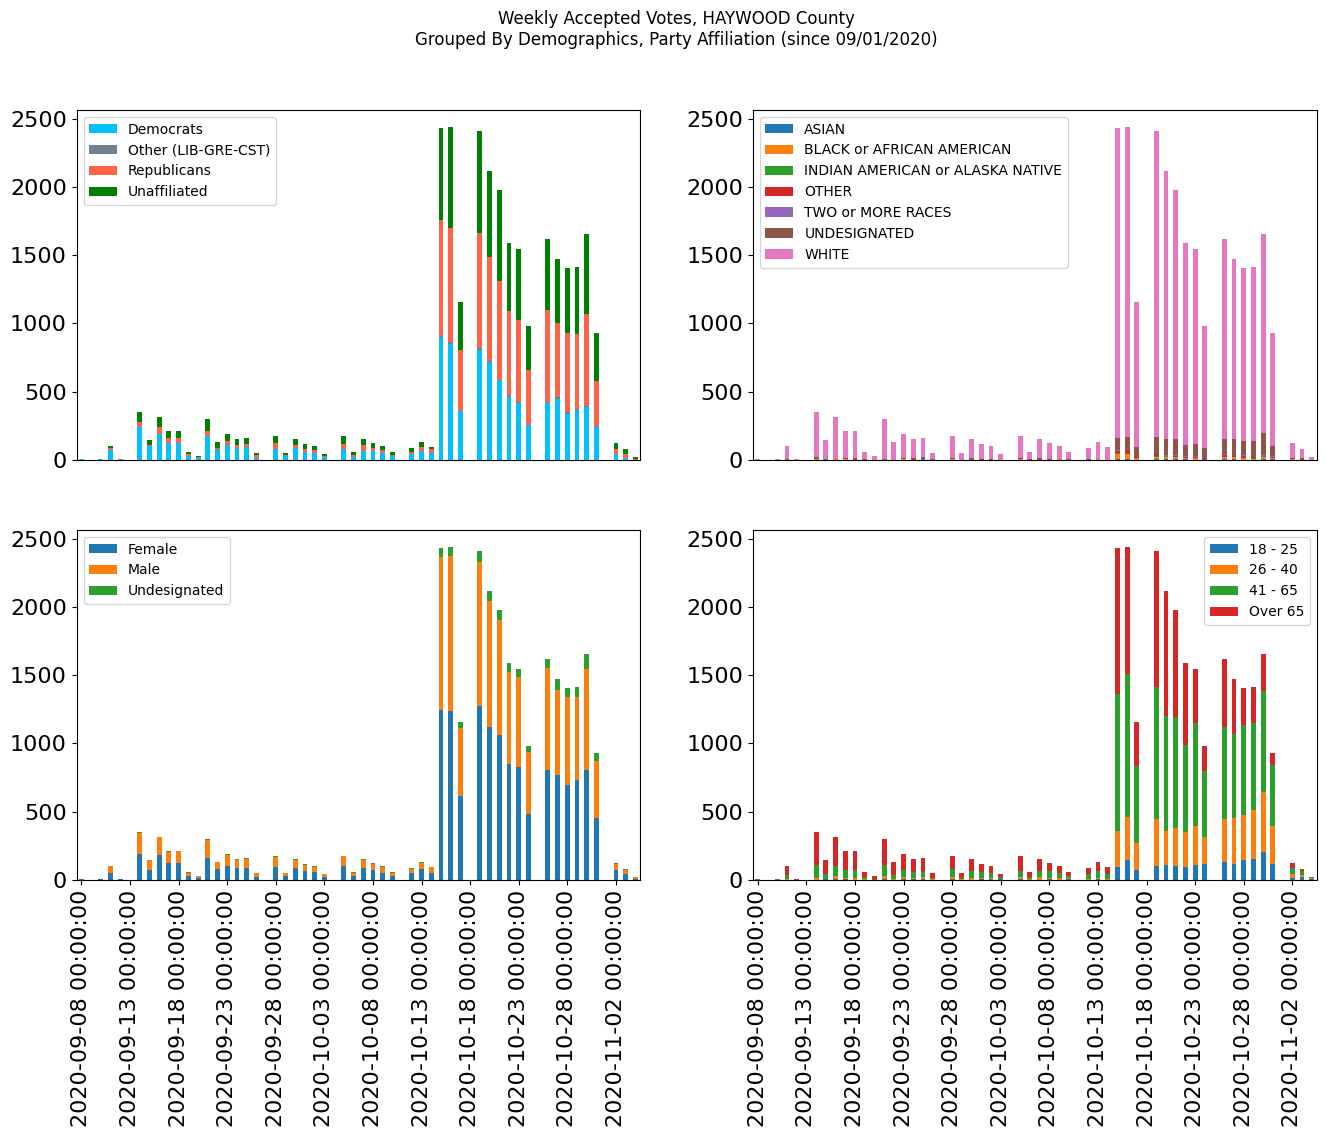 Weekly Accepted Votes, HAYWOOD County
Grouped By Demographics, Party Affiliation (since 09/01/2020)
2500
2000
1500
1000
500
0
Democrats
Other (LIB-GRE-CST)
Republicans
Unaffiliated
2500
2000
1500
1000
500
0
ASIAN
BLACK or AFRICAN AMERICAN
INDIAN AMERICAN or ALASKA NATIVE
OTHER
TWO or MORE RACES
UNDESIGNATED
WHITE
2500
2000
1500
1000
500
0
Female
Male
Undesignated
2020-09-08 00:00:00
2020-09-13 00:00:00
2020-09-18 00:00:00
2020-09-23 00:00:00
2020-09-28 00:00:00
2020-10-03 00:00:00
2020-10-08 00:00:00
2020-10-13 00:00:00
2020-10-18 00:00:00
2020-10-23 00:00:00
2020-10-28 00:00:00
2020-11-02 00:00:00
2500
2000
1500
1000
500
0
18 - 25
26 - 40
41 - 65
Over 65
2020-09-08 00:00:00
2020-09-13 00:00:00
2020-09-18 00:00:00
2020-09-23 00:00:00
2020-09-28 00:00:00
2020-10-03 00:00:00
2020-10-08 00:00:00
2020-10-13 00:00:00
2020-10-18 00:00:00
2020-10-23 00:00:00
2020-10-28 00:00:00
2020-11-02 00:00:00